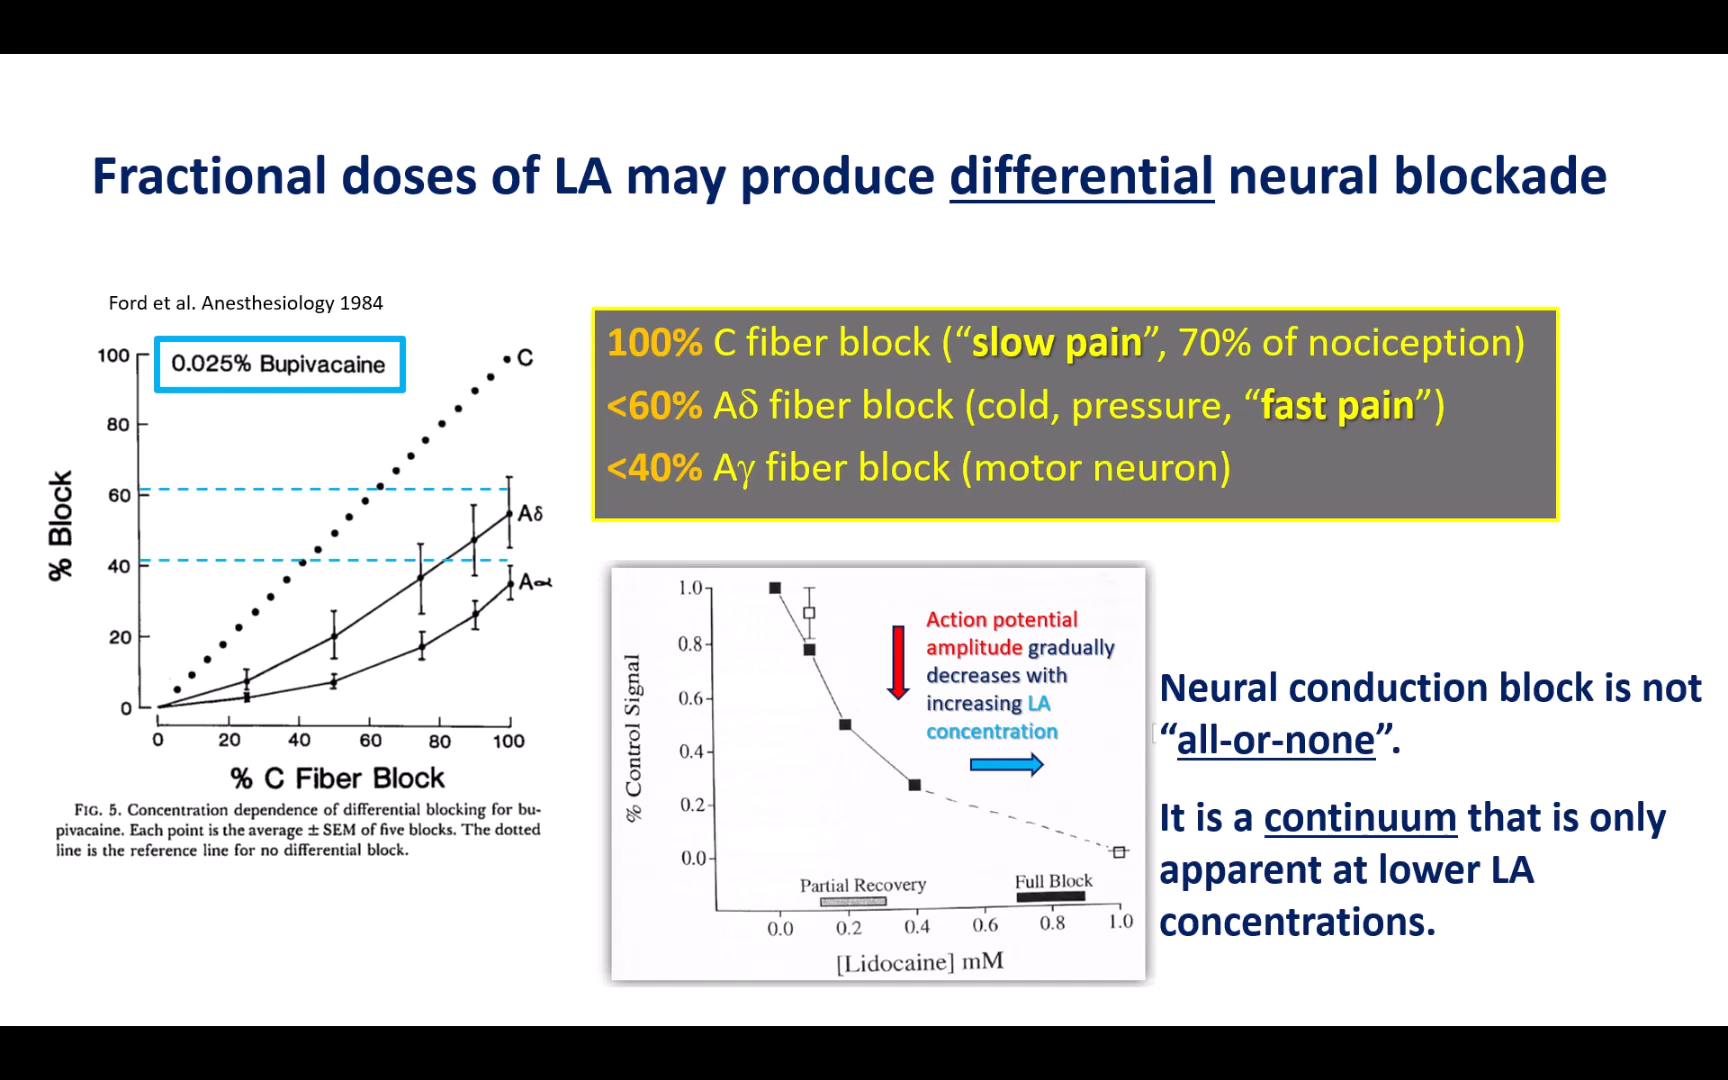 Fractional doses of LA may produce differential neural blockade
Ford et al. Anesthesiology 1984
0.025% Bupivacaine
100
80
60
40
20
0
% Block
C
Aδ
A∝
0 20 40 60 80 100
% C Fiber Block
FIG. 5. Concentration dependence of differential blocking for bu-
pivacaine. Each point is the average ± SEM of five blocks. The dotted
line is the reference line for no differential block.
100% C fiber block (“slow pain”, 70% of nociception)
<60% Aδ fiber block (cold, pressure, “fast pain”)
<40% Aγ fiber block (motor neuron)
1.0
0.8
0.6
0.4
0.2
0.0
% Control Signal
Action potential
amplitude gradually
decreases with
increasing LA
concentration
Partial Recovery
Full Block
0.0 0.2 0.4 0.6 0.8 1.0
[Lidocaine] mM
Neural conduction block is not
“all-or-none”.
It is a continuum that is only
apparent at lower LA
concentrations.